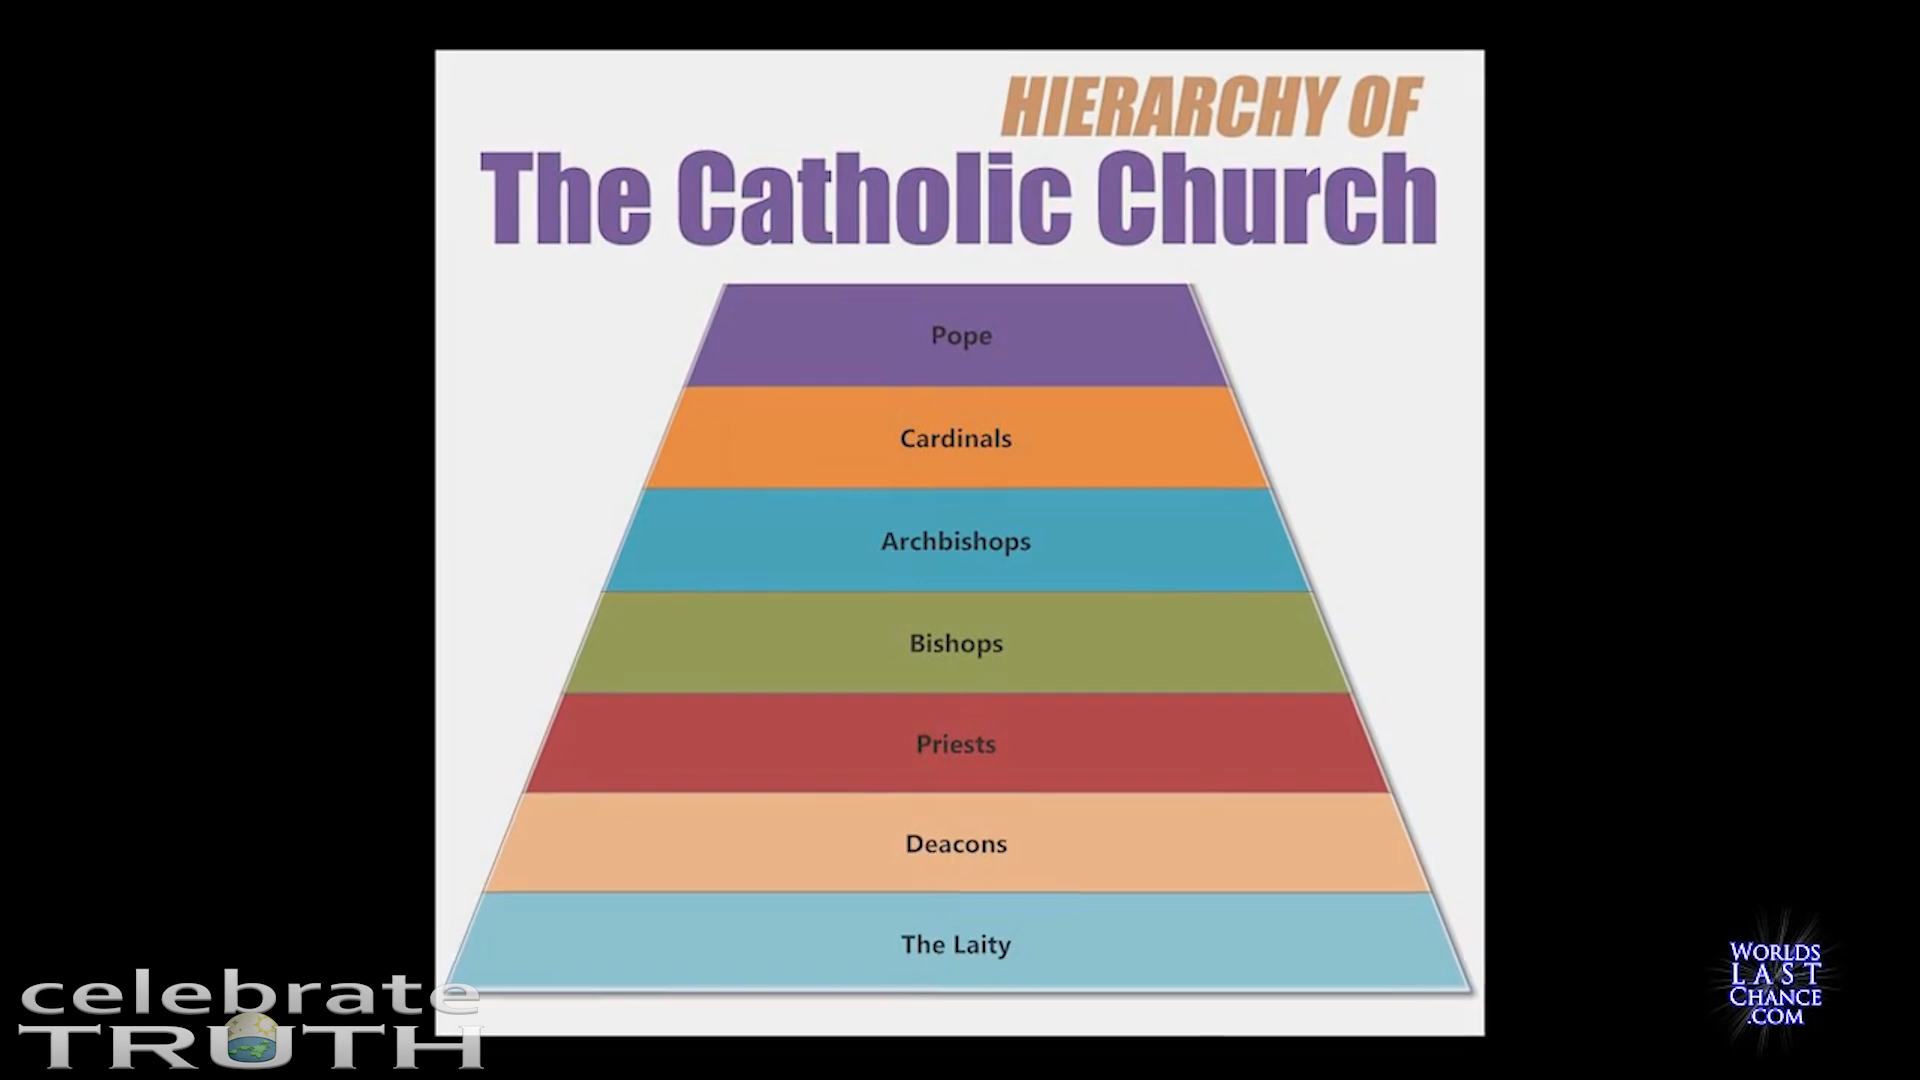 HIERARCHY OF
The Catholic Church
Pope
Cardinals
Archbishops
Bishops
Priests
Deacons
The Laity
celebrate
TRUTH
WORLDS
LAST
CHANCE
.COM